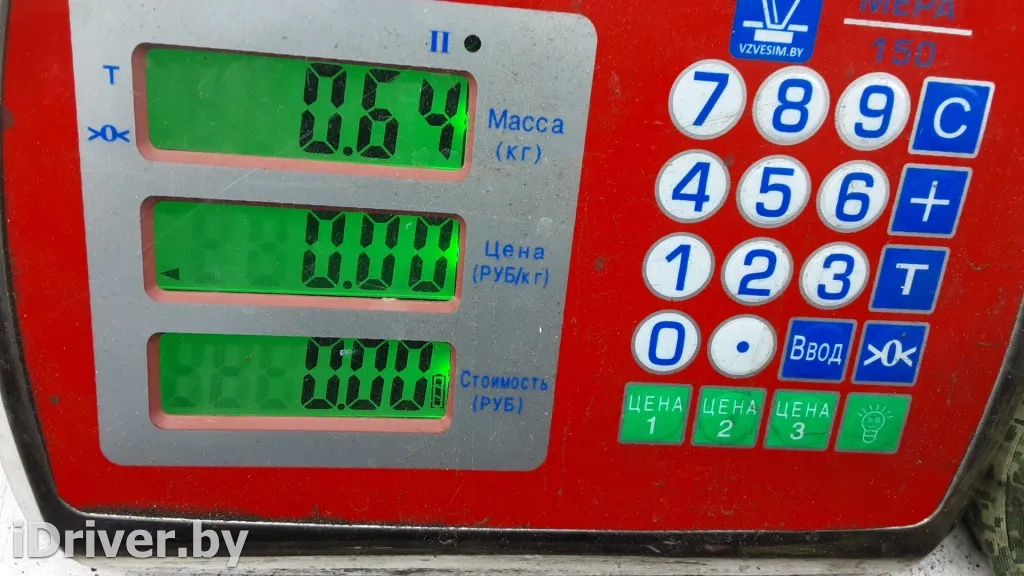 II
Т
>0<
0.64
Масса
(кг)
0.00
Цена
(РУБ/кг)
0.00
Стоимость
(РУБ)
VZVESIM.BY
МЕРА
150
7 8 9 C
4 5 6 +
1 2 3 T
0 . Ввод >0<
ЦЕНА 1
ЦЕНА 2
ЦЕНА 3
iDriver.by